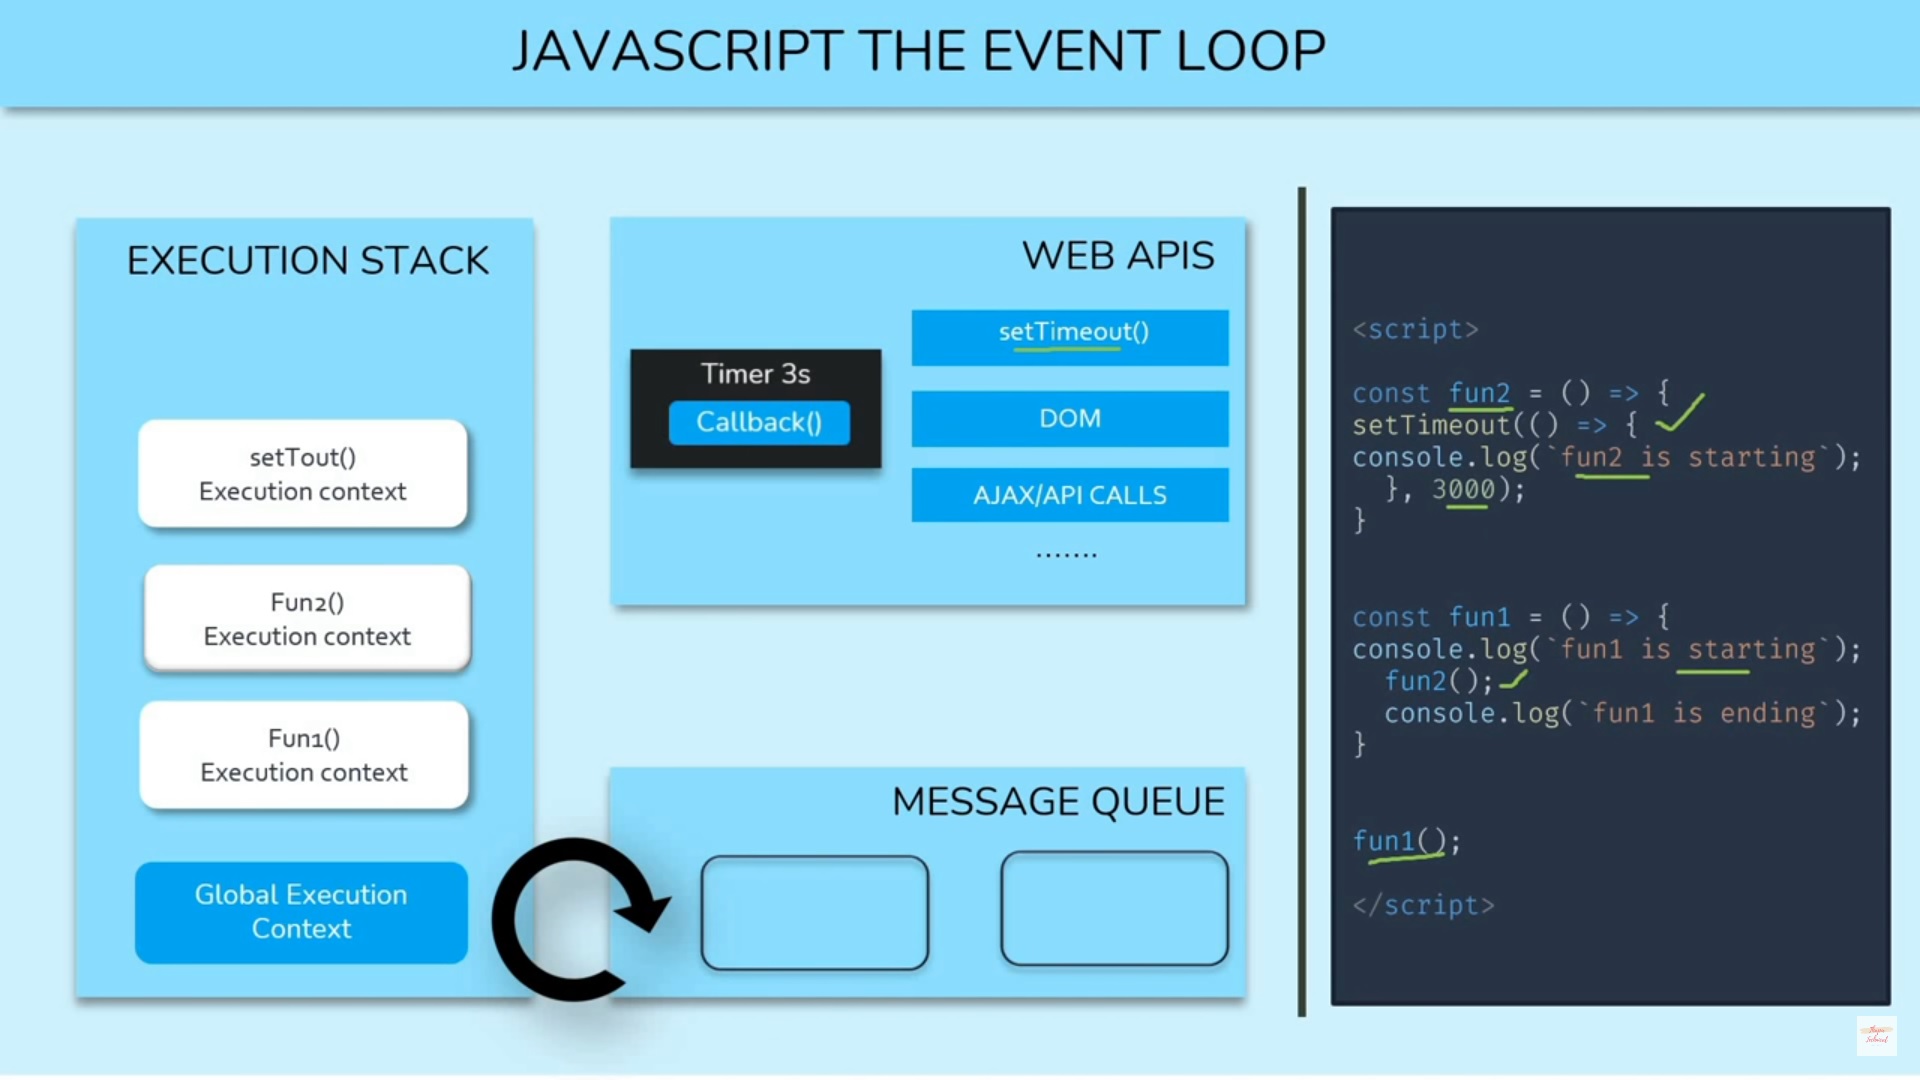 JAVASCRIPT THE EVENT LOOP
EXECUTION STACK
setTout()
Execution context
Fun2()
Execution context
Fun1()
Execution context
Global Execution
Context
WEB APIS
Timer 3s
Callback()
setTimeout()
DOM
AJAX/API CALLS
.......
MESSAGE QUEUE
<script>
const fun2 = () => {
setTimeout(() => {
console.log(`fun2 is starting`);
}, 3000);
}
const fun1 = () => {
console.log(`fun1 is starting`);
fun2();
console.log(`fun1 is ending`);
}
fun1();
</script>